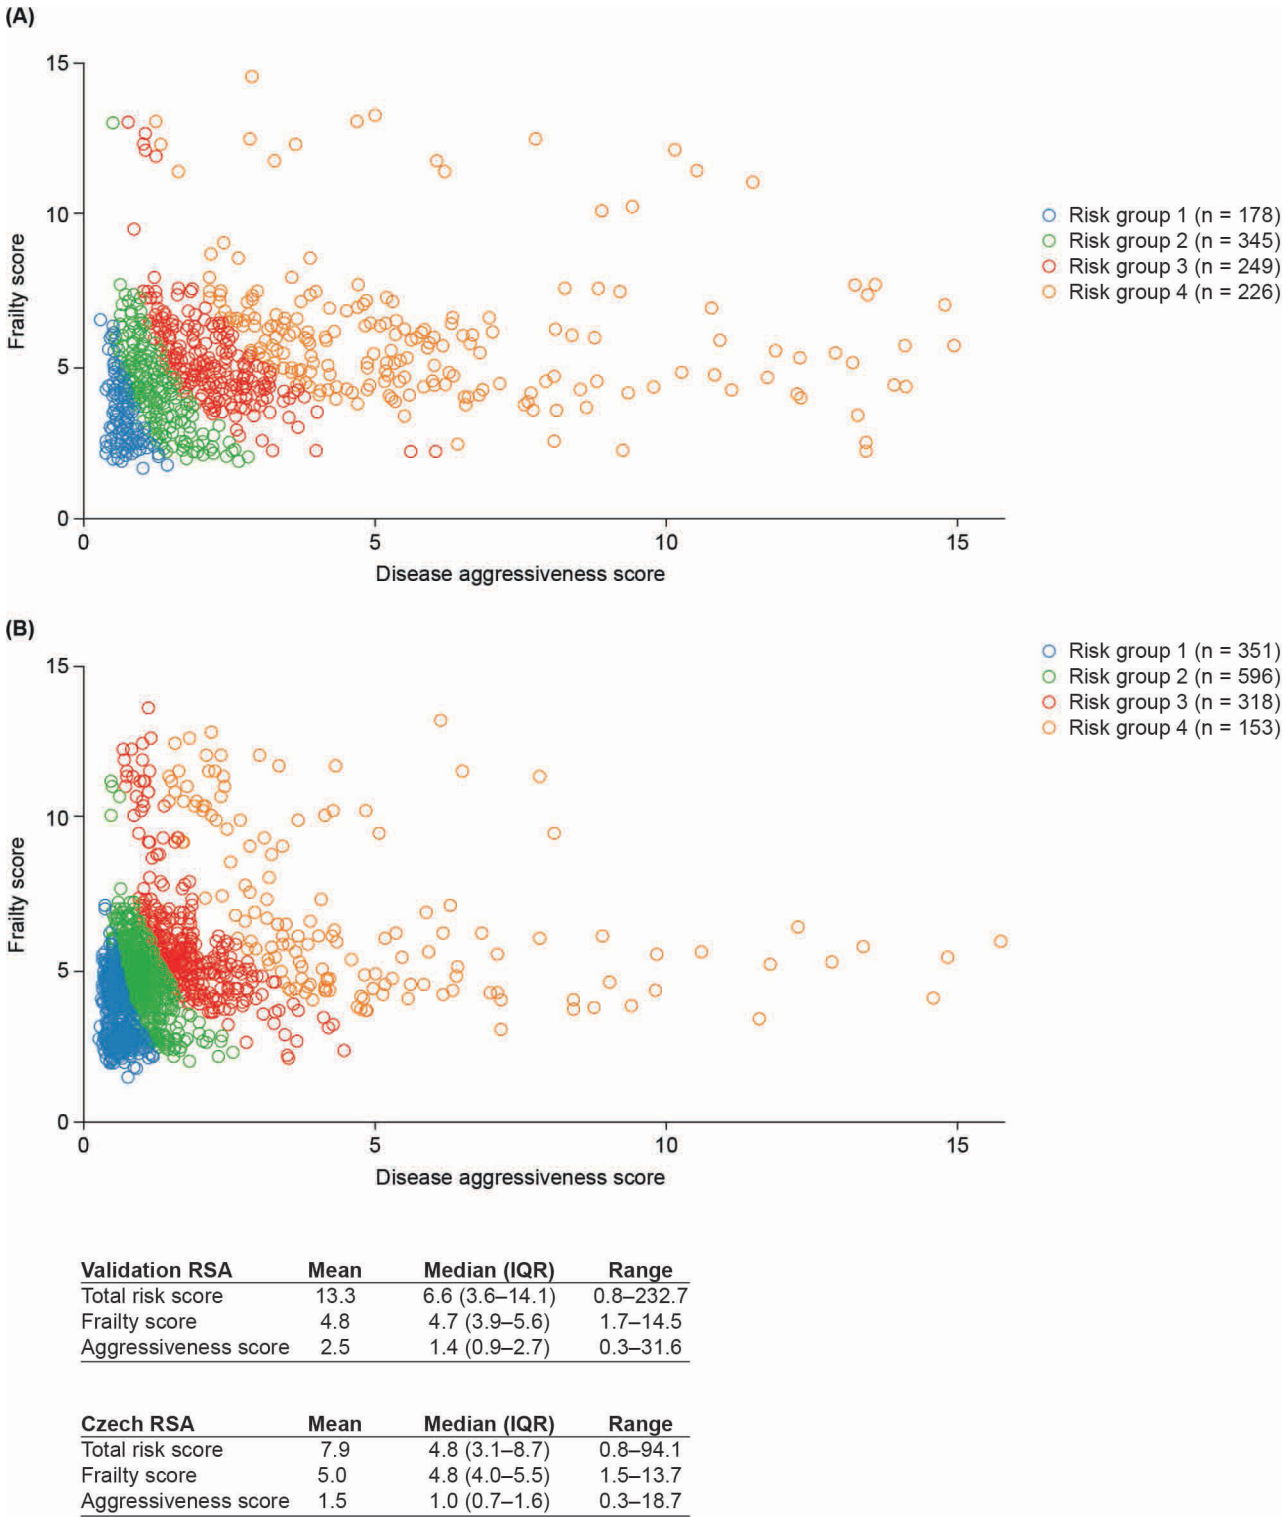 (A)
15
10
5
0
Frailty score
0 5 10 15
Disease aggressiveness score
Risk group 1 (n = 178)
Risk group 2 (n = 345)
Risk group 3 (n = 249)
Risk group 4 (n = 226)
(B)
15
10
5
0
Frailty score
0 5 10 15
Disease aggressiveness score
Risk group 1 (n = 351)
Risk group 2 (n = 596)
Risk group 3 (n = 318)
Risk group 4 (n = 153)
Validation RSA Mean Median (IQR) Range
Total risk score 13.3 6.6 (3.6–14.1) 0.8–232.7
Frailty score 4.8 4.7 (3.9–5.6) 1.7–14.5
Aggressiveness score 2.5 1.4 (0.9–2.7) 0.3–31.6
Czech RSA Mean Median (IQR) Range
Total risk score 7.9 4.8 (3.1–8.7) 0.8–94.1
Frailty score 5.0 4.8 (4.0–5.5) 1.5–13.7
Aggressiveness score 1.5 1.0 (0.7–1.6) 0.3–18.7